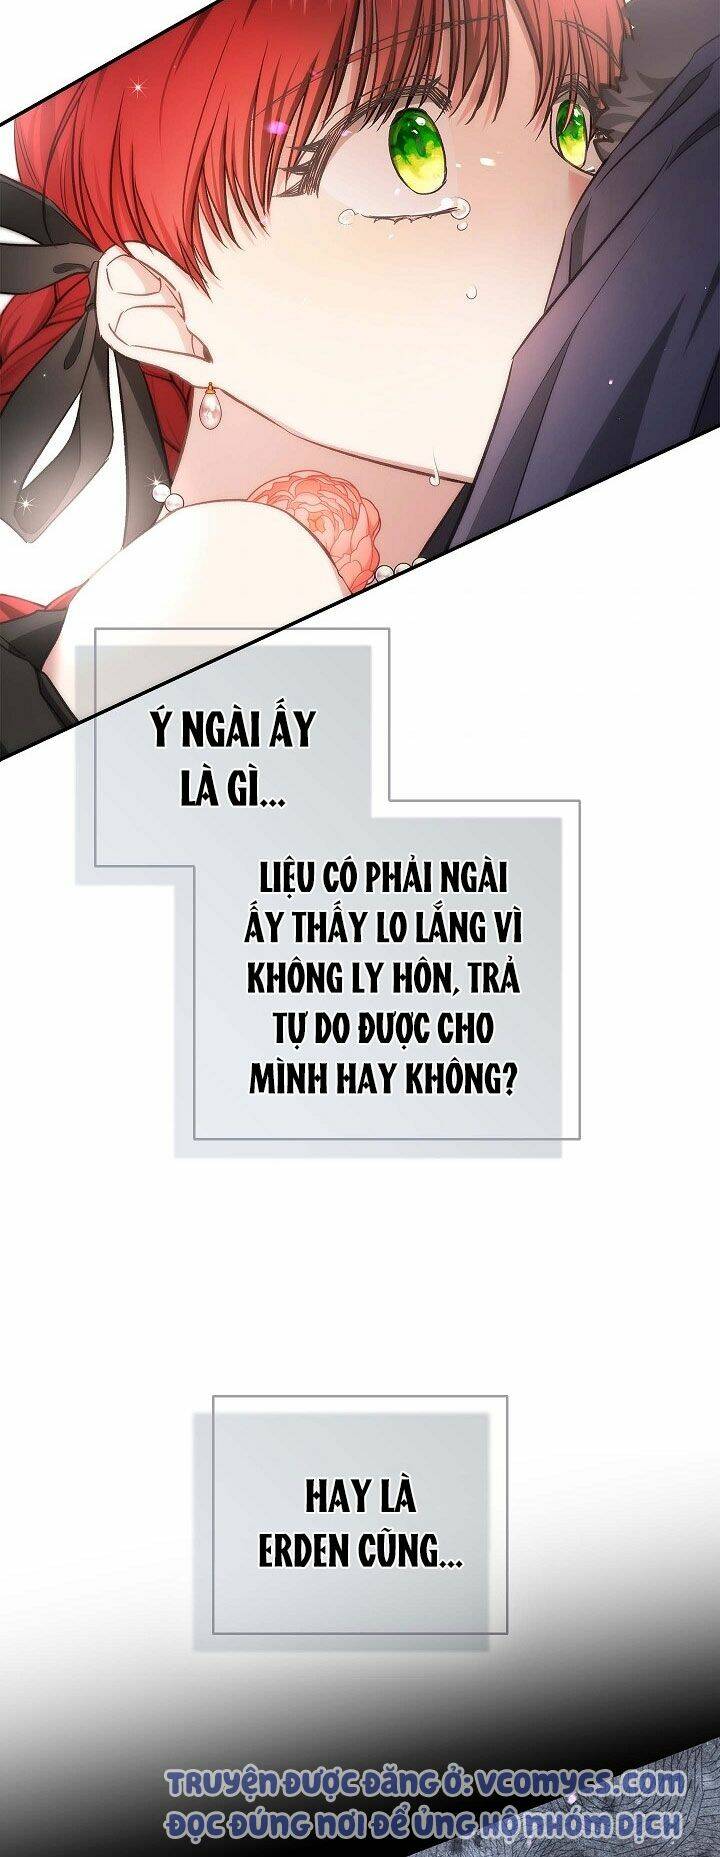 Ý NGÀI ẤY
LÀ GÌ...
LIỆU CÓ PHẢI NGÀI
ẤY THẤY LO LẮNG VÌ
KHÔNG LY HÔN, TRẢ
TỰ DO ĐƯỢC CHO
MÌNH HAY KHÔNG?
HAY LÀ
ERDEN CŨNG...
TRUYỆN ĐƯỢC ĐĂNG Ở: VCOMYCS.COM
ĐỌC ĐÚNG NƠI ĐỂ ỦNG HỘ NHÓM DỊCH